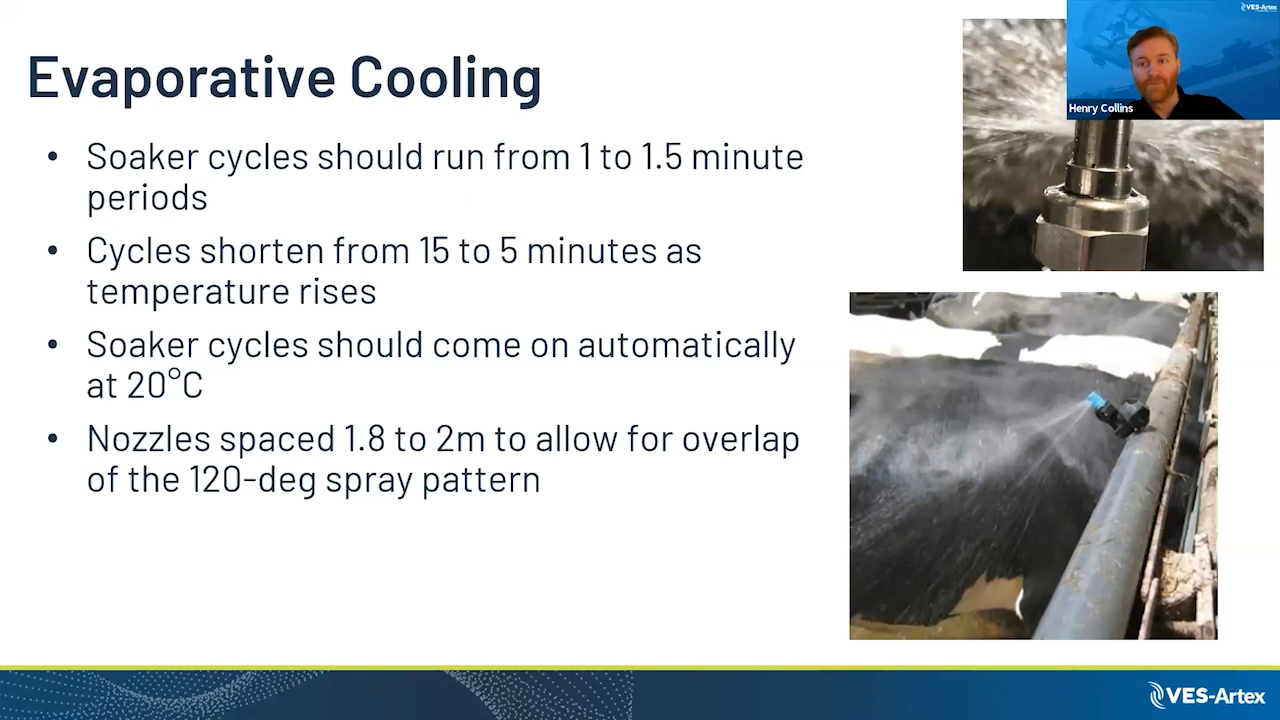 VES-Artex
Henry Collins
Evaporative Cooling
• Soaker cycles should run from 1 to 1.5 minute
periods
• Cycles shorten from 15 to 5 minutes as
temperature rises
• Soaker cycles should come on automatically
at 20°C
• Nozzles spaced 1.8 to 2m to allow for overlap
of the 120-deg spray pattern
VES-Artex